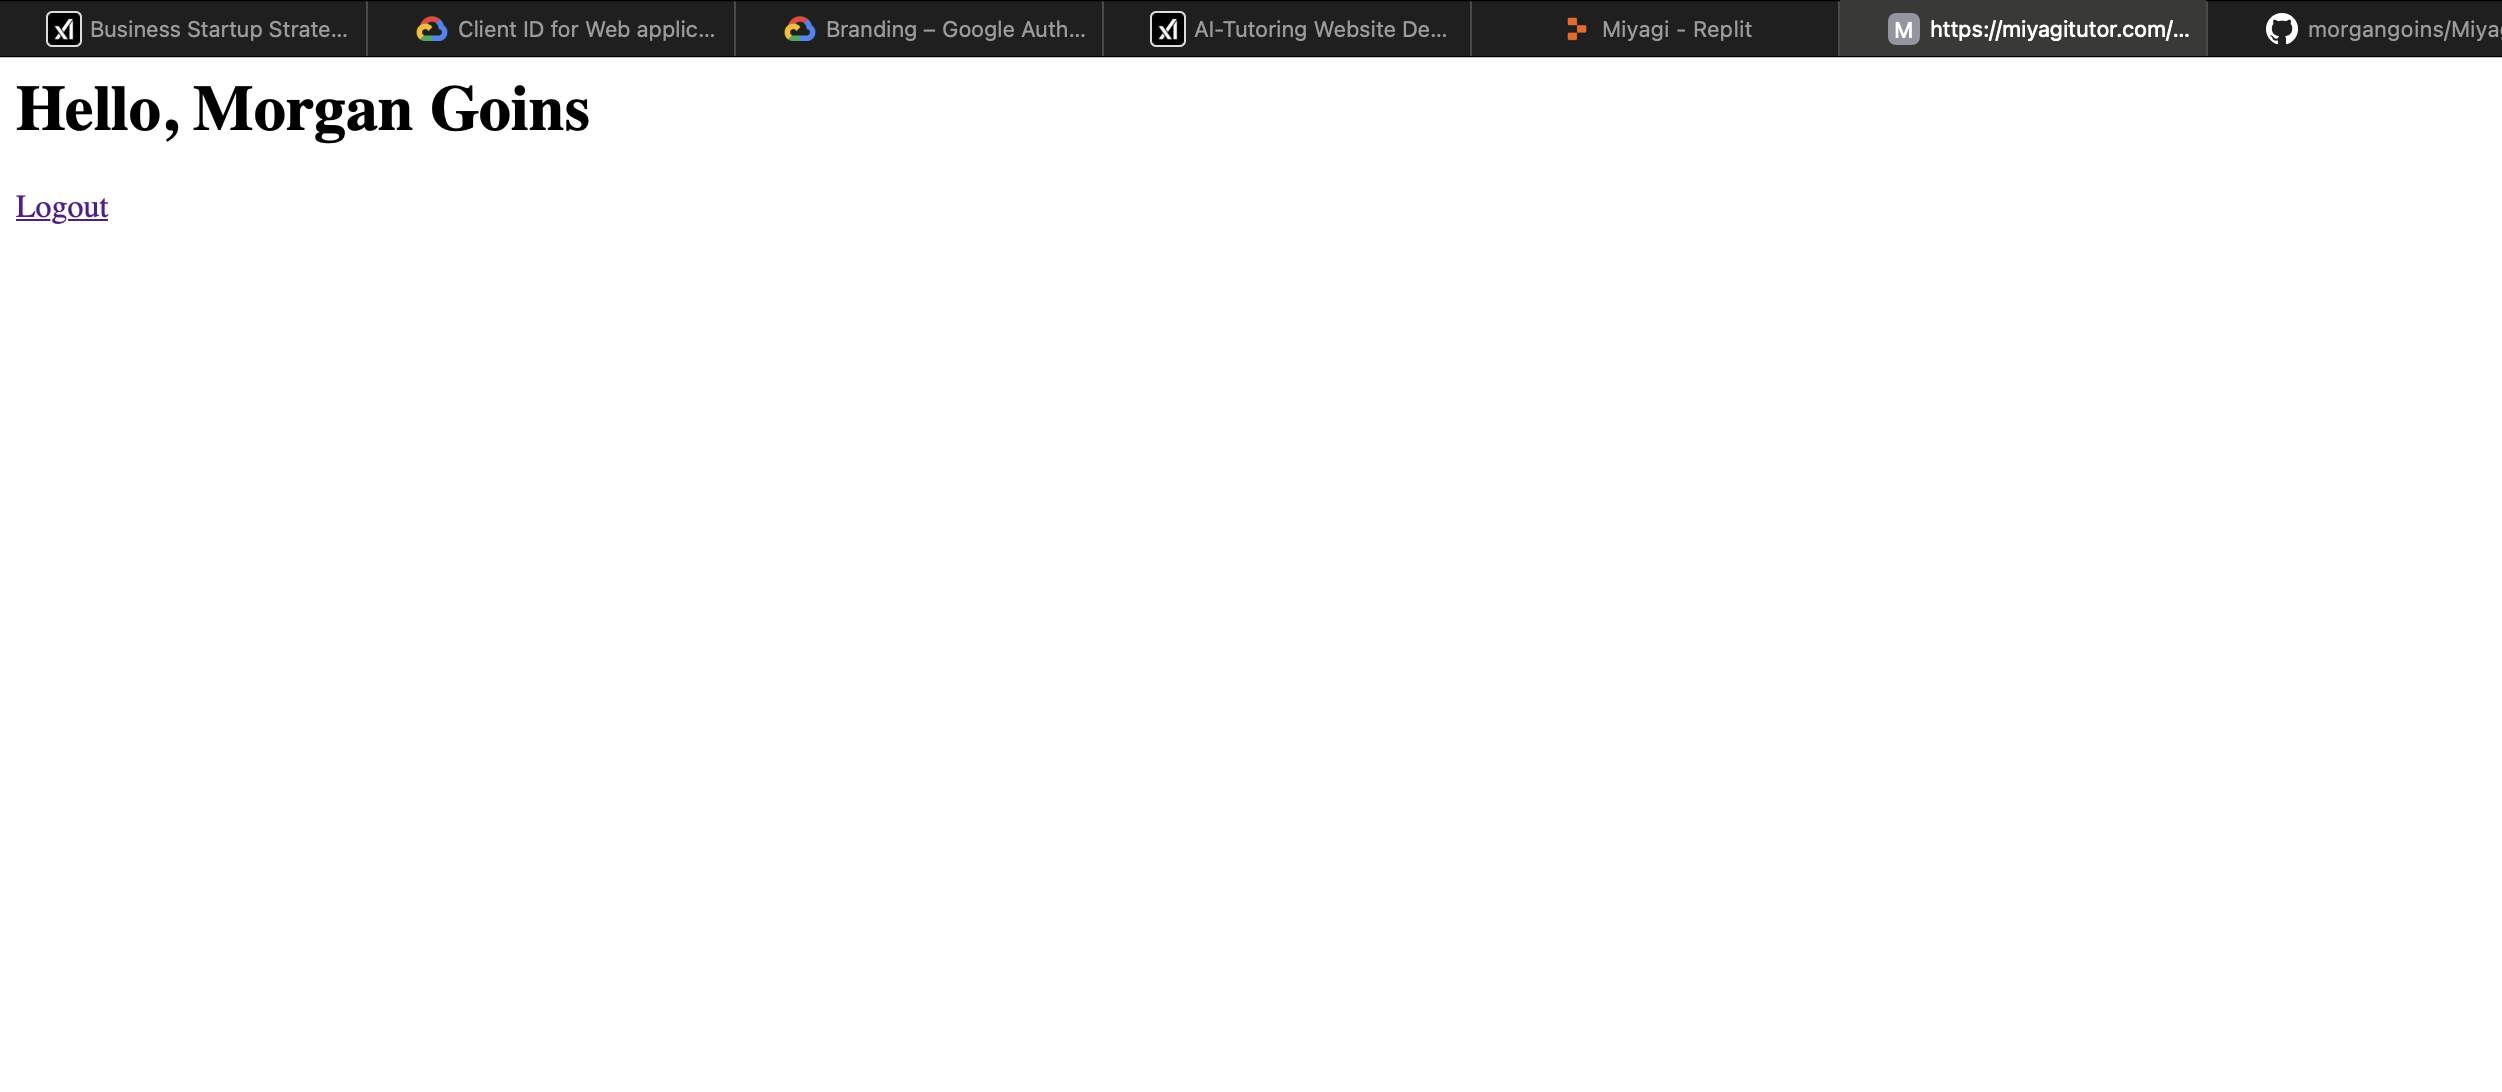 Business Startup Strate...
Client ID for Web applic...
Branding – Google Auth...
AI-Tutoring Website De...
Miyagi - Replit
M https://miyagitutor.com/...
morgangoins/Miya
Hello, Morgan Goins
Logout